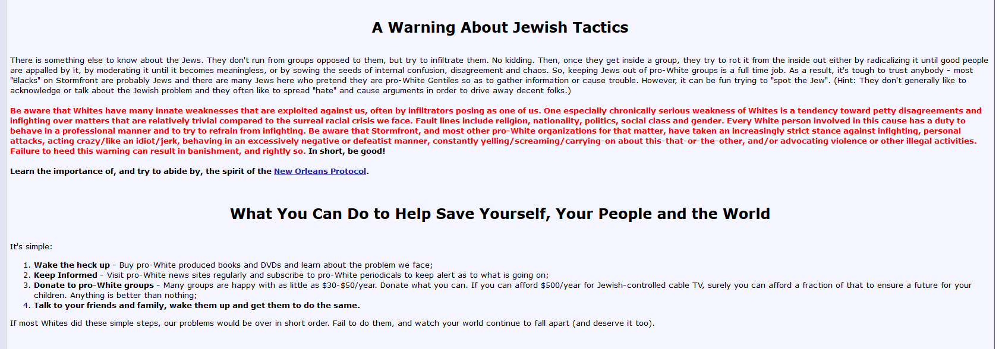 A Warning About Jewish Tactics
There is something else to know about the Jews. They don't run from groups opposed to them, but try to infiltrate them. No kidding. Then, once they get inside a group, they try to rot it from the inside out either by radicalizing it until good people
are appalled by it, by moderating it until it becomes meaningless, or by sowing the seeds of internal confusion, disagreement and chaos. So, keeping Jews out of pro-White groups is a full time job. As a result, it's tough to trust anybody - most
"Blacks" on Stormfront are probably Jews and there are many Jews here who pretend they are pro-White Gentiles so as to gather information or cause trouble. However, it can be fun trying to "spot the Jew". (Hint: They don't generally like to
acknowledge or talk about the Jewish problem and they often like to spread "hate" and cause arguments in order to drive away decent folks.)
Be aware that Whites have many innate weaknesses that are exploited against us, often by infiltrators posing as one of us. One especially chronically serious weakness of Whites is a tendency toward petty disagreements and
infighting over matters that are relatively trivial compared to the surreal racial crisis we face. Fault lines include religion, nationality, politics, social class and gender. Every White person involved in this cause has a duty to
behave in a professional manner and to try to refrain from infighting. Be aware that Stormfront, and most other pro-White organizations for that matter, have taken an increasingly strict stance against infighting, personal
attacks, acting crazy/like an idiot/jerk, behaving in an excessively negative or defeatist manner, constantly yelling/screaming/carrying-on about this-that-or-the-other, and/or advocating violence or other illegal activities.
Failure to heed this warning can result in banishment, and rightly so. In short, be good!
Learn the importance of, and try to abide by, the spirit of the New Orleans Protocol.
What You Can Do to Help Save Yourself, Your People and the World
It's simple:
1. Wake the heck up - Buy pro-White produced books and DVDs and learn about the problem we face;
2. Keep Informed - Visit pro-White news sites regularly and subscribe to pro-White periodicals to keep alert as to what is going on;
3. Donate to pro-White groups - Many groups are happy with as little as $30-$50/year. Donate what you can. If you can afford $500/year for Jewish-controlled cable TV, surely you can afford a fraction of that to ensure a future for your
children. Anything is better than nothing;
4. Talk to your friends and family, wake them up and get them to do the same.
If most Whites did these simple steps, our problems would be over in short order. Fail to do them, and watch your world continue to fall apart (and deserve it too).